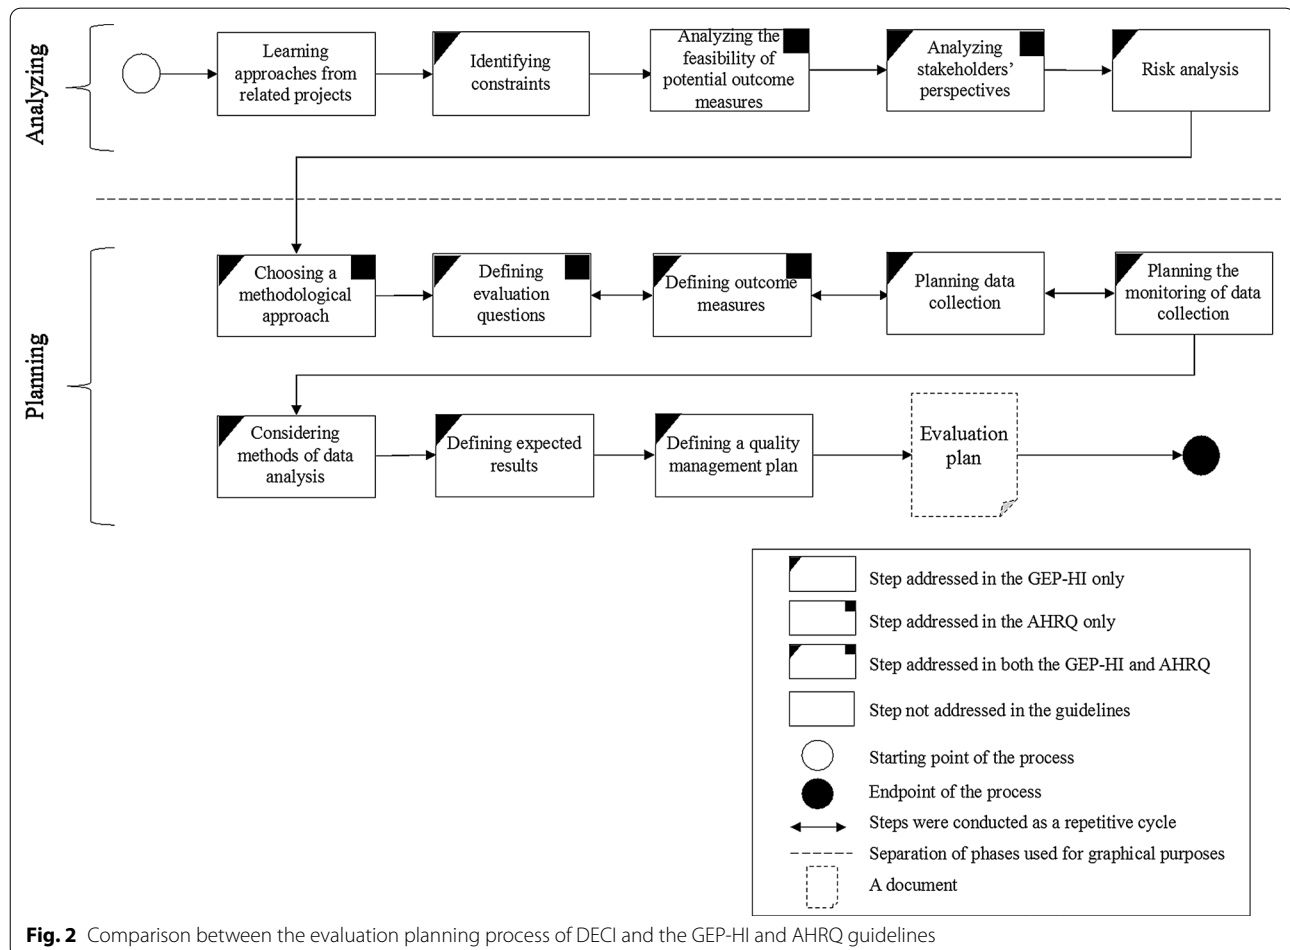 Analyzing
Learning
approaches from
related projects
Identifying
constraints
Analyzing the
feasibility of
potential outcome
measures
Analyzing
stakeholders’
perspectives
Risk analysis
Planning
Choosing a
methodological
approach
Defining
evaluation
questions
Defining outcome
measures
Planning data
collection
Planning the
monitoring of data
collection
Considering
methods of data
analysis
Defining expected
results
Defining a quality
management plan
Evaluation
plan
Step addressed in the GEP-HI only
Step addressed in the AHRQ only
Step addressed in both the GEP-HI and AHRQ
Step not addressed in the guidelines
Starting point of the process
Endpoint of the process
Steps were conducted as a repetitive cycle
Separation of phases used for graphical purposes
A document
Fig. 2 Comparison between the evaluation planning process of DECI and the GEP-HI and AHRQ guidelines